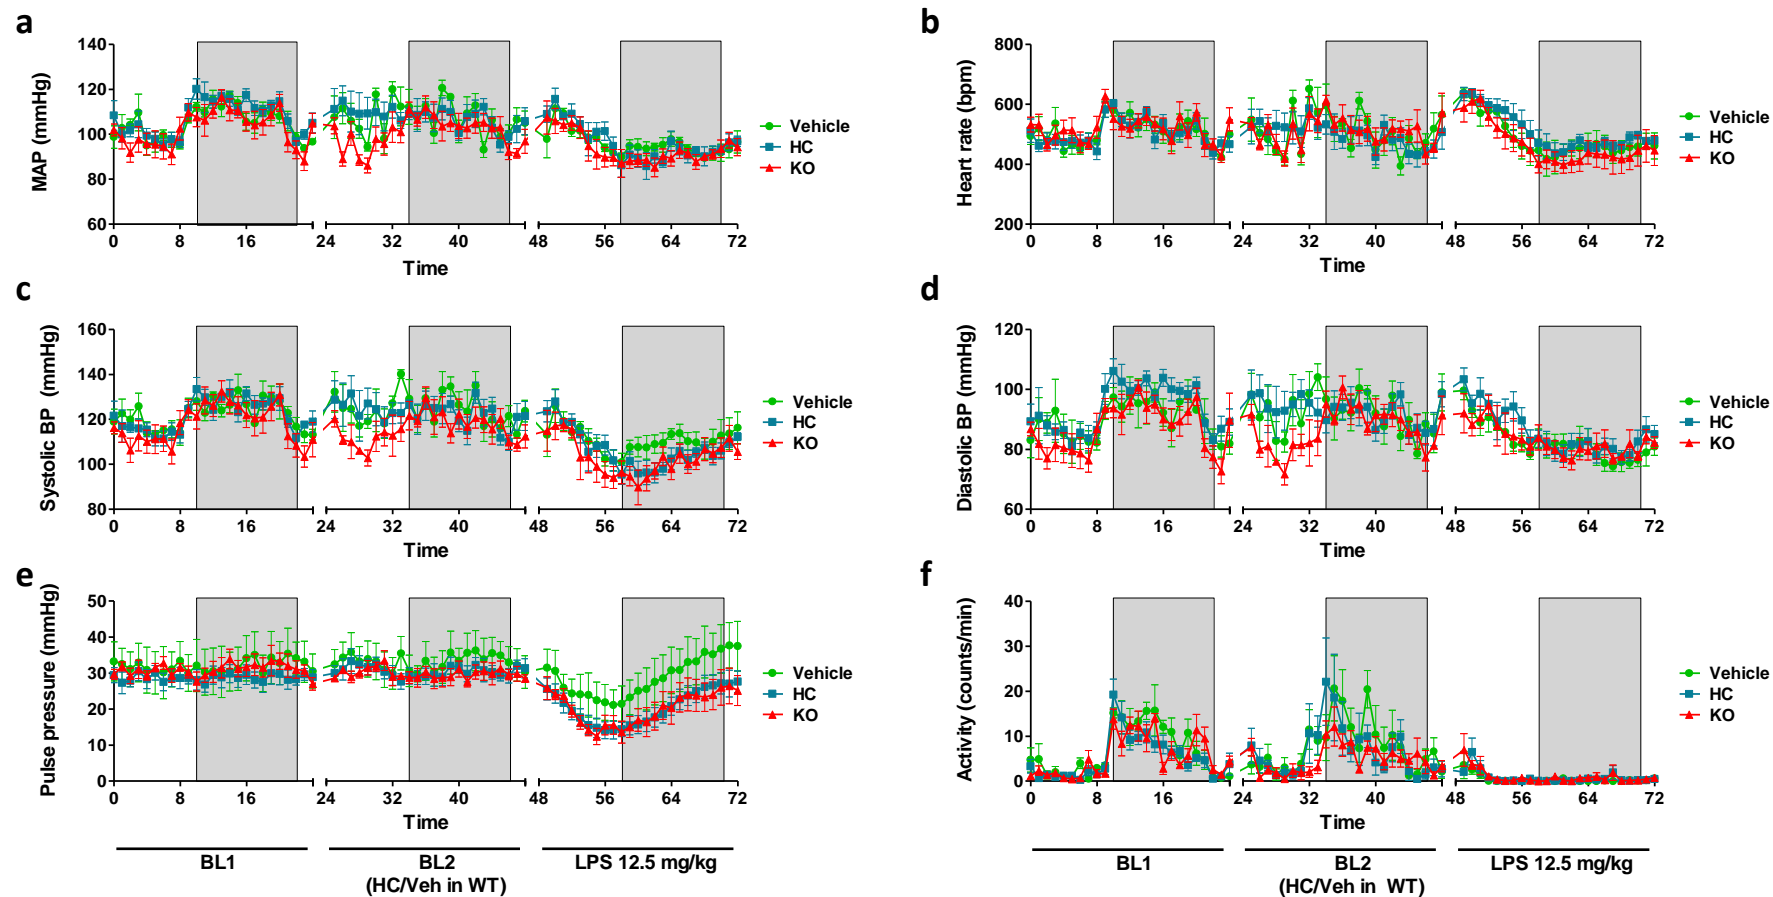 a
MAP (mmHg)
140
120
100
80
60
0 8 16 24 32 40 48 56 64 72
Time
Vehicle
HC
KO
b
Heart rate (bpm)
800
600
400
200
0 8 16 24 32 40 48 56 64 72
Time
Vehicle
HC
KO
c
Systolic BP (mmHg)
160
140
120
100
80
0 8 16 24 32 40 48 56 64 72
Time
Vehicle
HC
KO
d
Diastolic BP (mmHg)
120
100
80
60
0 8 16 24 32 40 48 56 64 72
Time
Vehicle
HC
KO
e
Pulse pressure (mmHg)
50
40
30
20
10
0
0 8 16 24 32 40 48 56 64 72
Time
Vehicle
HC
KO
f
Activity (counts/min)
40
30
20
10
0
0 8 16 24 32 40 48 56 64 72
Time
Vehicle
HC
KO
BL1
BL2
(HC/Veh in WT)
LPS 12.5 mg/kg
BL1
BL2
(HC/Veh in WT)
LPS 12.5 mg/kg